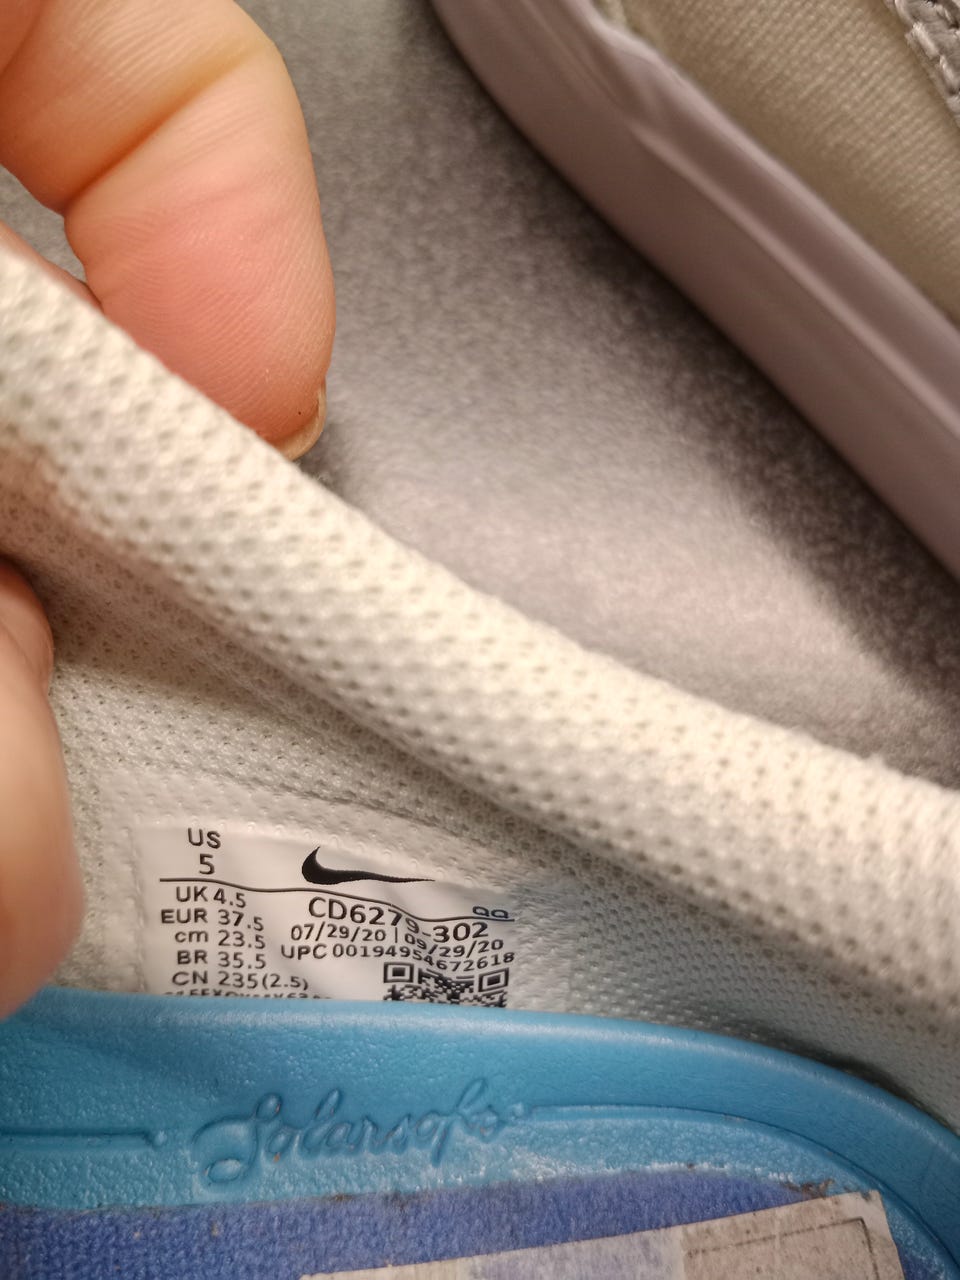 US
5
UK 4.5
EUR 37.5
cm 23.5
BR 35.5
CN 235(2.5)
QQ
CD6279-302
07/29/20 | 09/29/20
UPC 00194954672618
Solarsoft